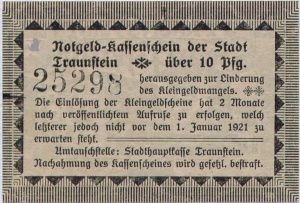 Notgeld-Kassenschein der Stadt
Traunstein ※ über 10 Pfg.
25298 herausgegeben zur Linderung
des Kleingeldmangels.
Die Einlösung der Kleingeldscheine hat 2 Monate
nach veröffentlichtem Aufrufe zu erfolgen, welch
letzterer jedoch nicht vor dem 1. Januar 1921 zu
erwarten steht.
Umtauschstelle: Stadthauptkasse Traunstein.
Nachahmung des Kassenscheines wird gesetzl. bestraft.